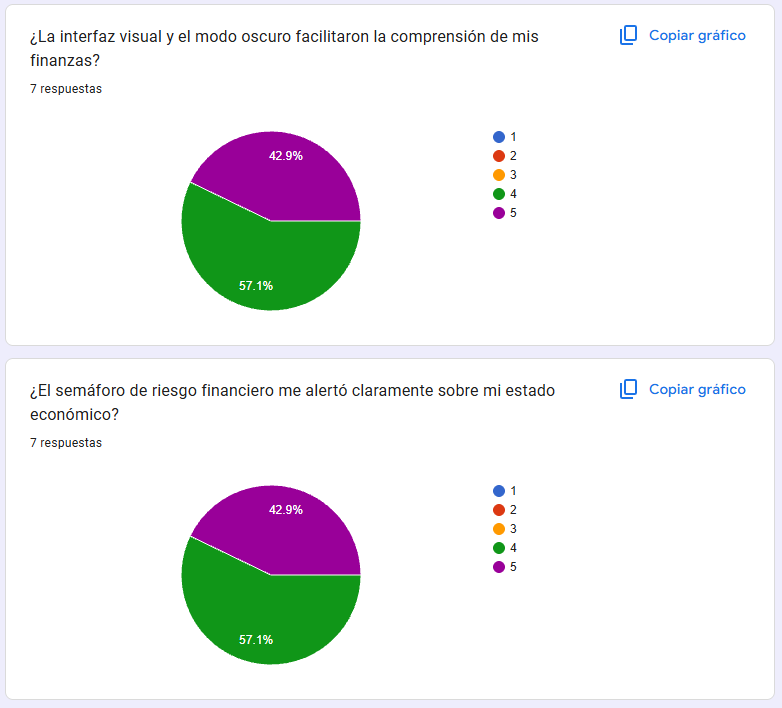 ¿La interfaz visual y el modo oscuro facilitaron la comprensión de mis
finanzas?
Copiar gráfico
7 respuestas
42.9%
57.1%
1
2
3
4
5
¿El semáforo de riesgo financiero me alertó claramente sobre mi estado
económico?
Copiar gráfico
7 respuestas
42.9%
57.1%
1
2
3
4
5